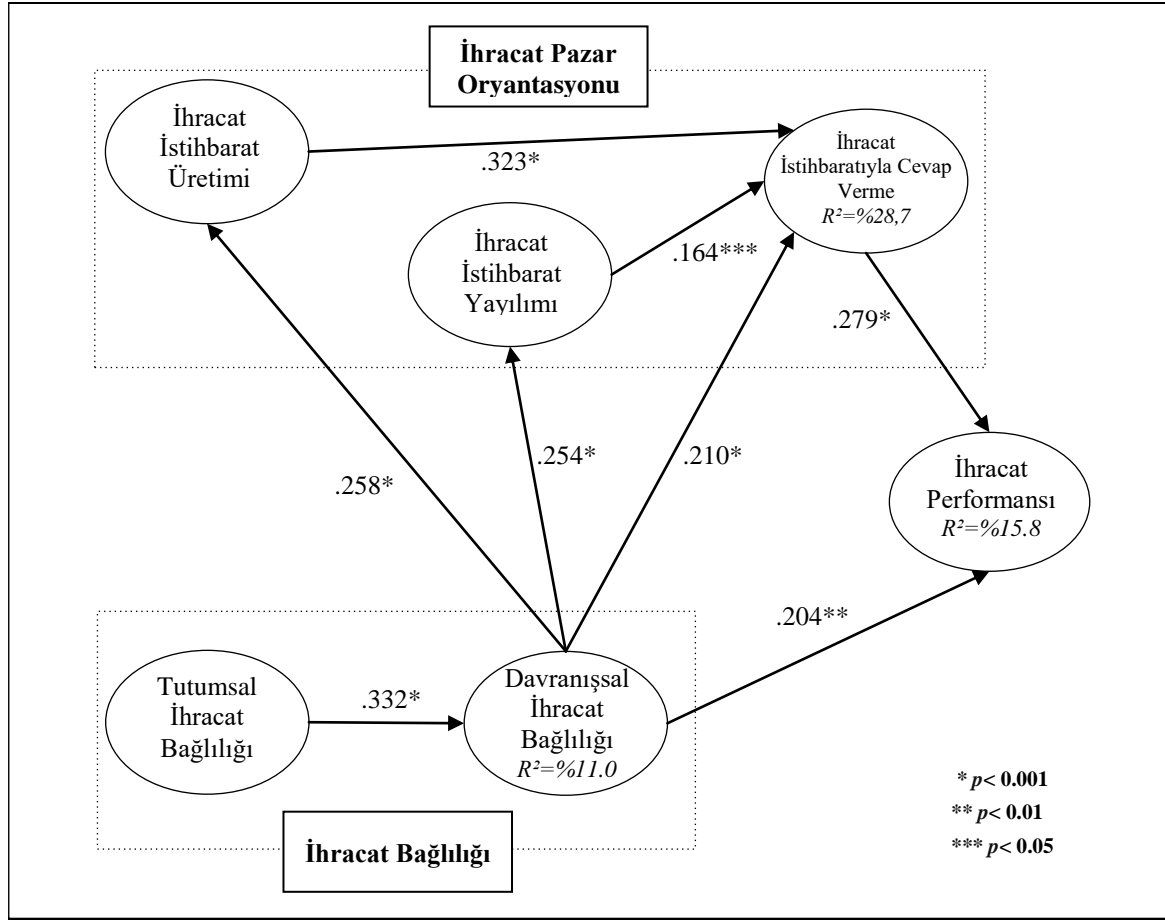 İhracat Pazar
Oryantasyonu
İhracat
İstihbarat
Üretimi
İhracat
İstihbaratıyla Cevap
Verme
R²=%28,7
.323*
İhracat
İstihbarat
Yayılımı
.164***
.279*
.258*
.254*
.210*
İhracat
Performansı
R²=%15.8
.204**
Tutumsal
İhracat
Bağlılığı
.332*
Davranışsal
İhracat
Bağlılığı
R²=%11.0
İhracat Bağlılığı
* p< 0.001
** p< 0.01
*** p< 0.05